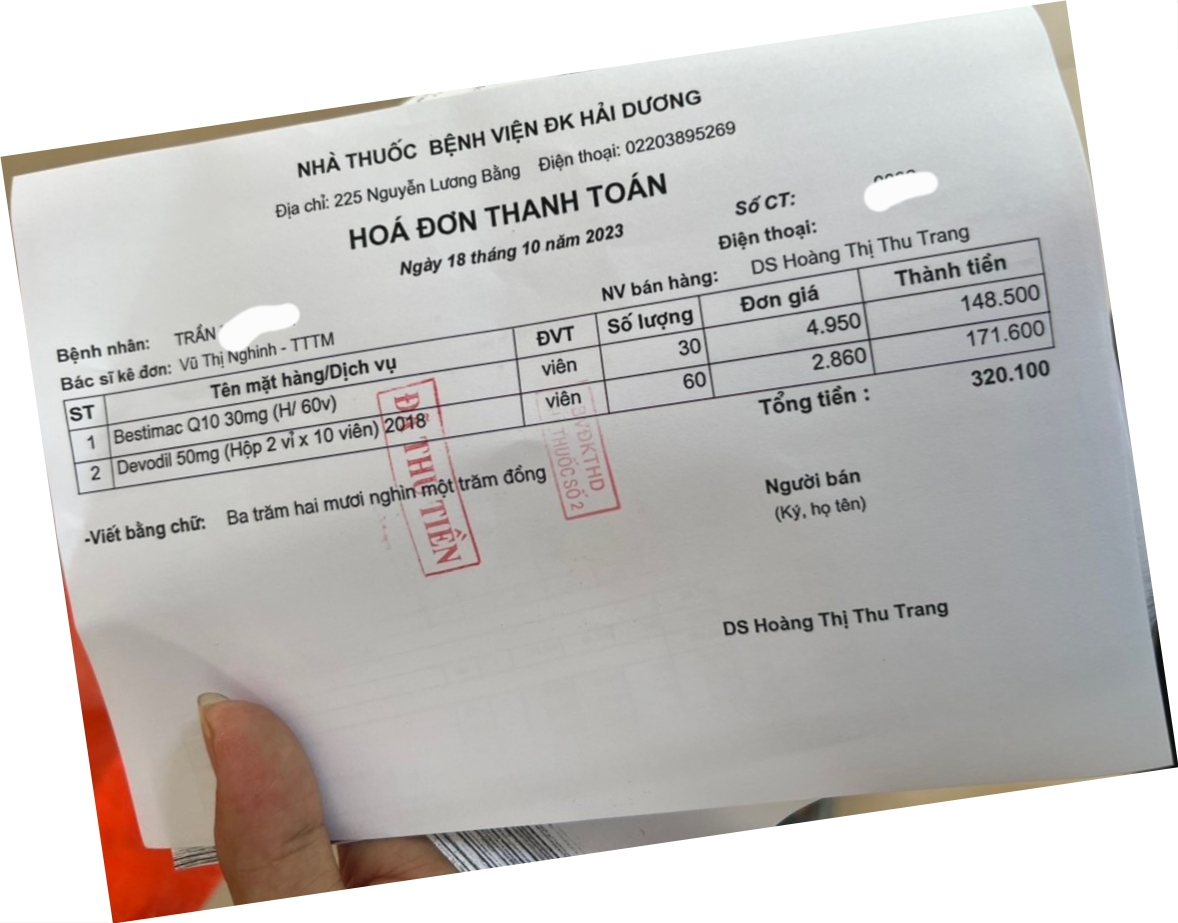 NHÀ THUỐC BỆNH VIỆN ĐK HẢI DƯƠNG
Địa chỉ: 225 Nguyễn Lương Bằng Điện thoại: 02203895269
HOÁ ĐƠN THANH TOÁN
Ngày 18 tháng 10 năm 2023
Số CT:
Điện thoại:
Bệnh nhân: TRẦN
NV bán hàng: DS Hoàng Thị Thu Trang
Bác sĩ kê đơn: Vũ Thị Nghinh - TTTM
ST Tên mặt hàng/Dịch vụ ĐVT Số lượng Đơn giá Thành tiền
1 Bestimac Q10 30mg (H/ 60v) viên 30 4.950 148.500
2 Devodil 50mg (Hộp 2 vỉ x 10 viên) 2018 viên 60 2.860 171.600
Tổng tiền : 320.100
-Viết bằng chữ: Ba trăm hai mươi nghìn một trăm đồng
ĐÃ THU TIỀN
BVĐKTHD
THUỐC SỐ 2
Người bán
(Ký, họ tên)
DS Hoàng Thị Thu Trang